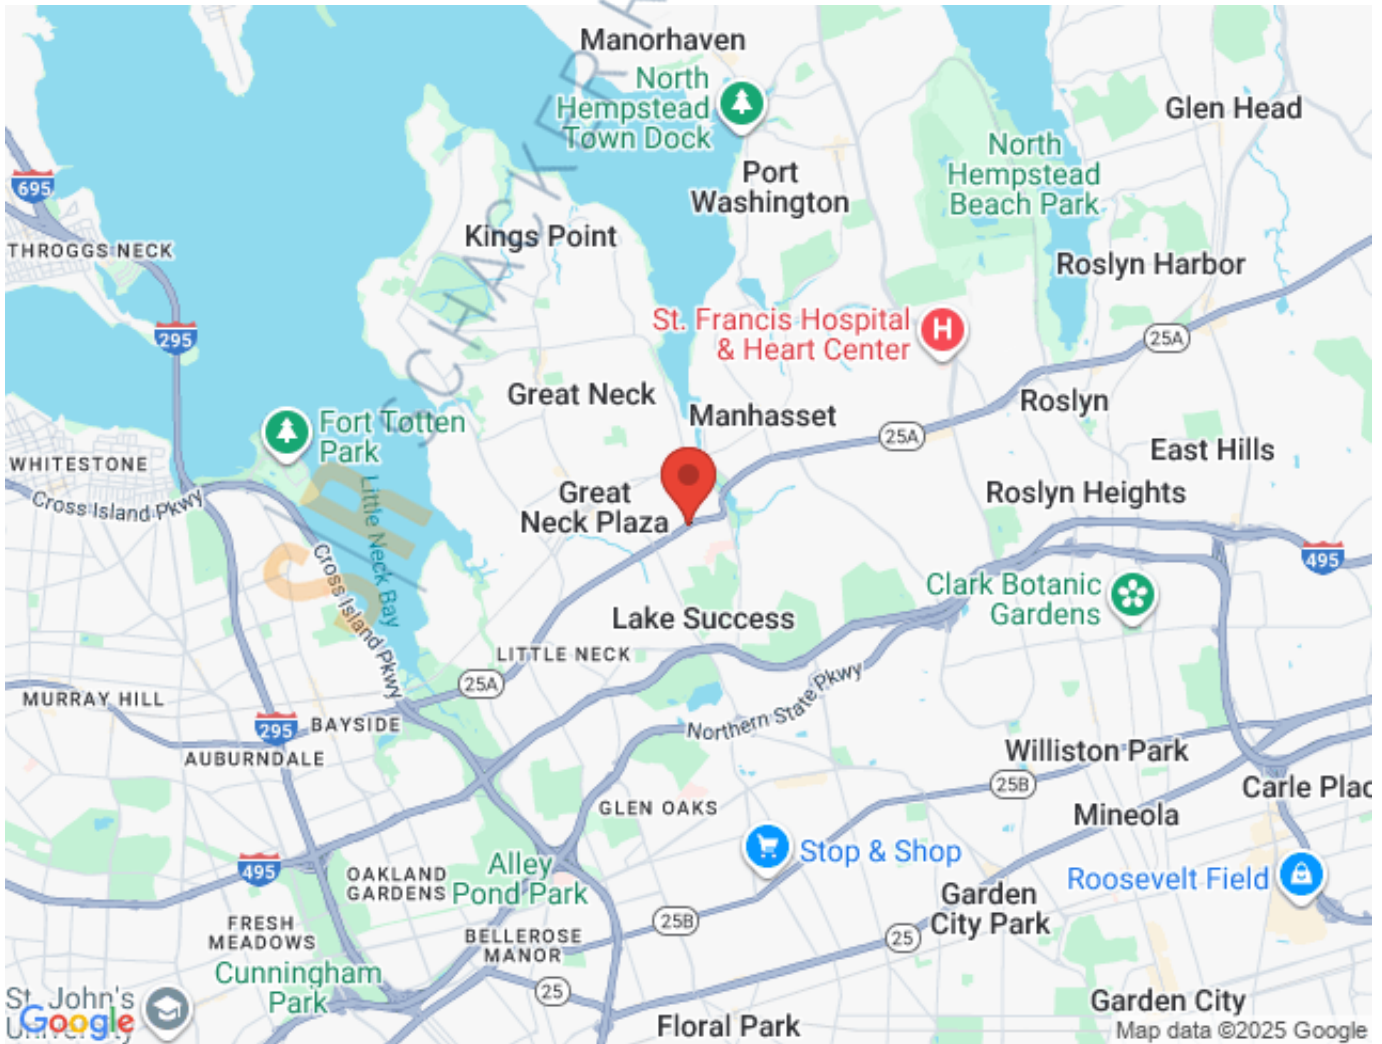 Manorhaven
North
Hempstead
Town Dock
Glen Head
North
Hempstead
Beach Park
Port
Washington
695
THROGGS NECK
Kings Point
Roslyn Harbor
295
St. Francis Hospital
& Heart Center
H
25A
Great Neck
Manhasset
Roslyn
Fort Totten
Park
25A
East Hills
WHITESTONE
Cross Island Pkwy
Little Neck Bay
Great
Neck Plaza
Roslyn Heights
Cross Island Pkwy
495
Clark Botanic
Gardens
Lake Success
LITTLE NECK
25A
MURRAY HILL
Northern State Pkwy
295
BAYSIDE
AUBURNDALE
Williston Park
25B
Carle Plac
GLEN OAKS
Mineola
Stop & Shop
495
OAKLAND
GARDENS
Alley
Pond Park
Roosevelt Field
Garden
City Park
FRESH
MEADOWS
25B
BELLEROSE
MANOR
25
Cunningham
Park
25
St. John's
University
Google
Garden City
Floral Park
Map data ©2025 Google